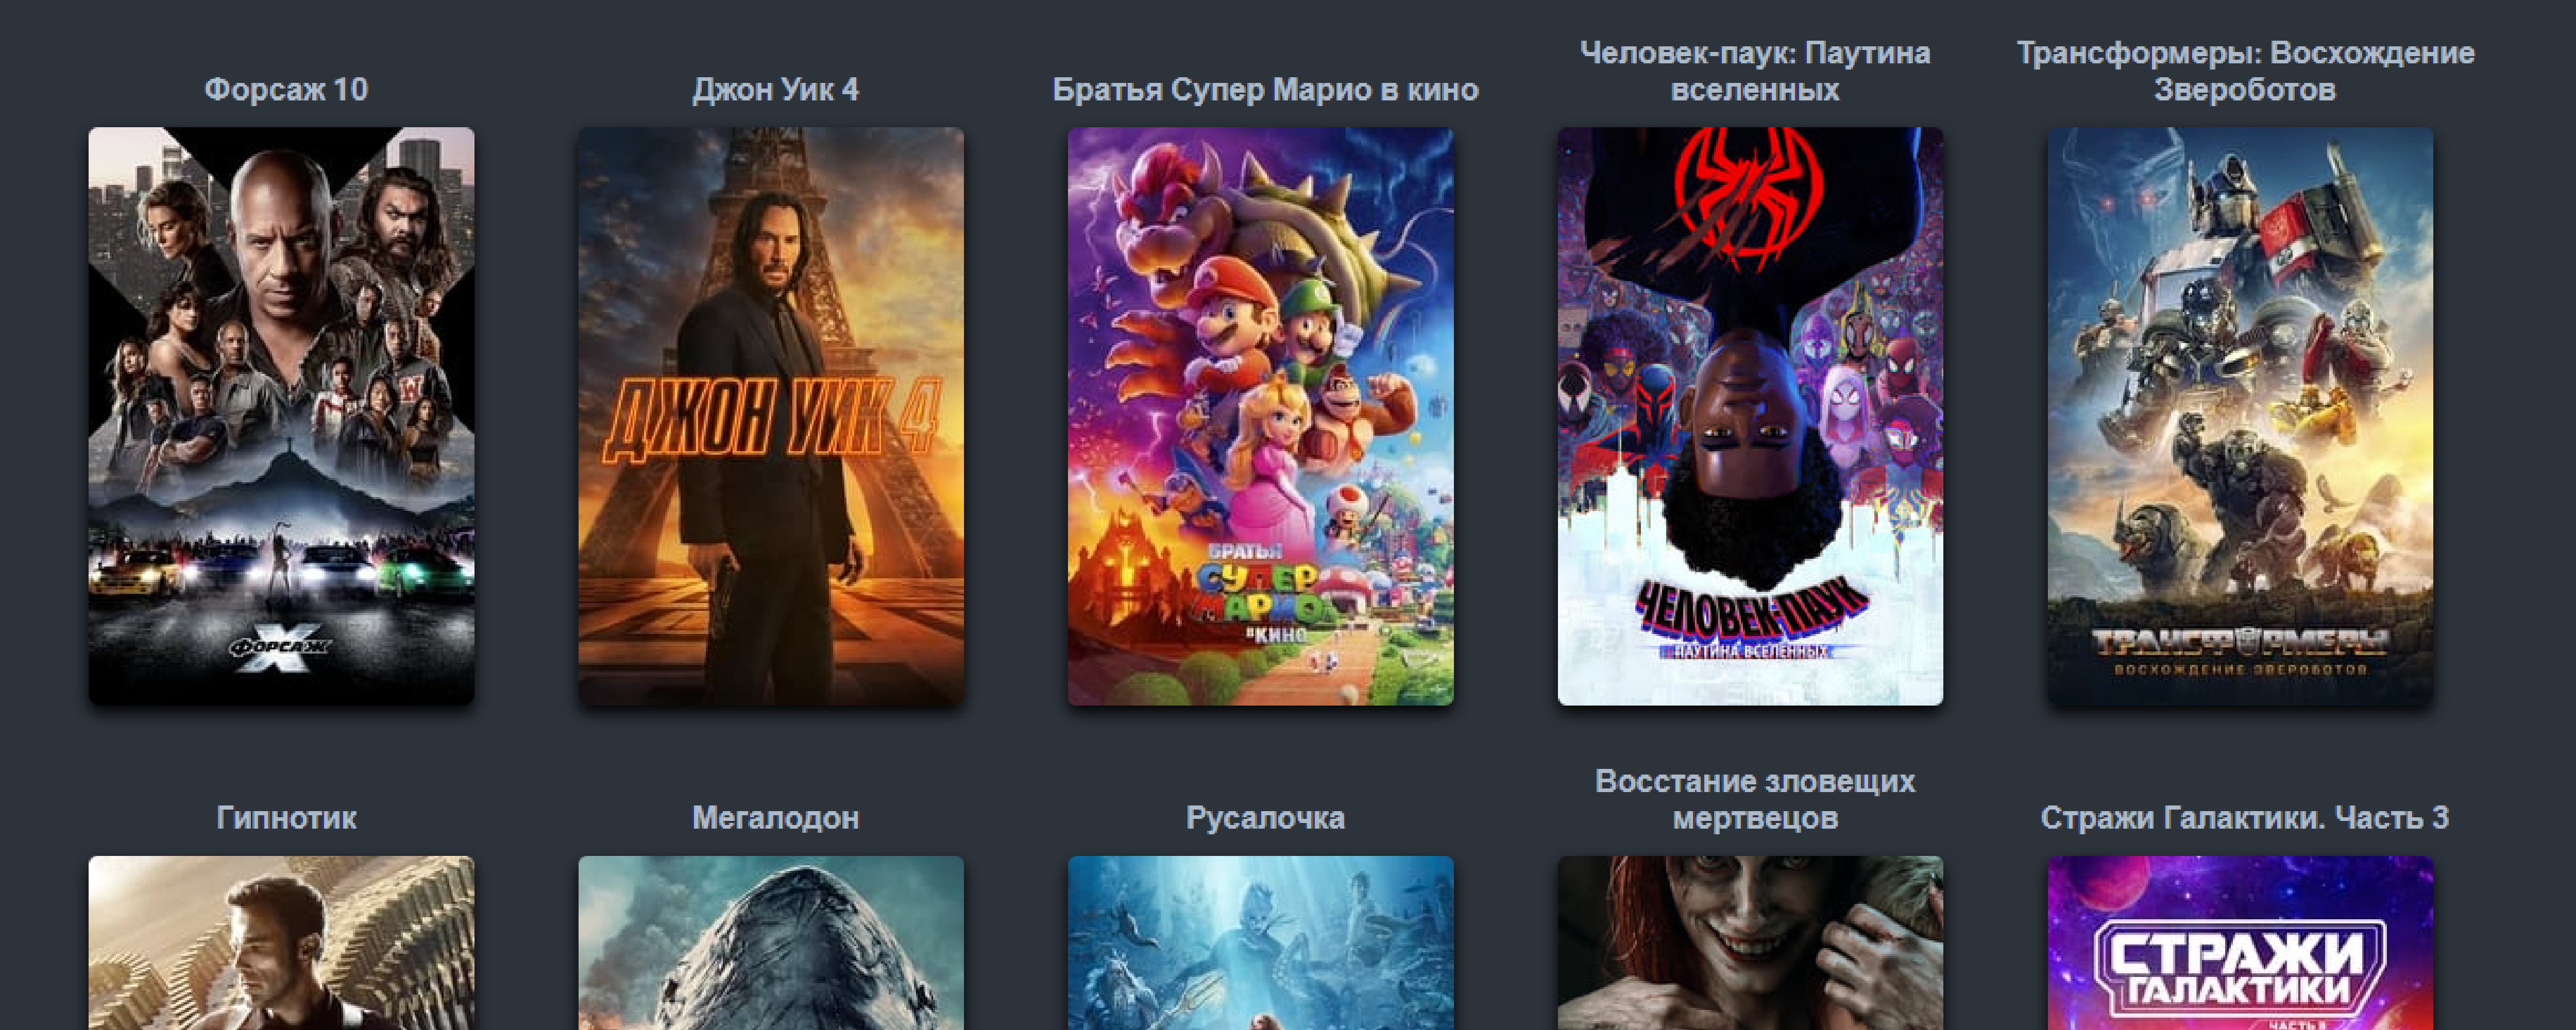 Форсаж 10
Джон Уик 4
Братья Супер Марио в кино
Человек-паук: Паутина
вселенных
Трансформеры: Восхождение
Звероботов
X
ФОРСАЖ
ДЖОН УИК 4
БРАТЬЯ
СУПЕР
МАРИО
В КИНО
ЧЕЛОВЕК-ПАУК
ПАУТИНА ВСЕЛЕННЫХ
ТРАНСФОРМЕРЫ
ВОСХОЖДЕНИЕ ЗВЕРОБОТОВ
Гипнотик
Мегалодон
Русалочка
Восстание зловещих
мертвецов
Стражи Галактики. Часть 3
СТРАЖИ
ГАЛАКТИКИ
ЧАСТЬ 3